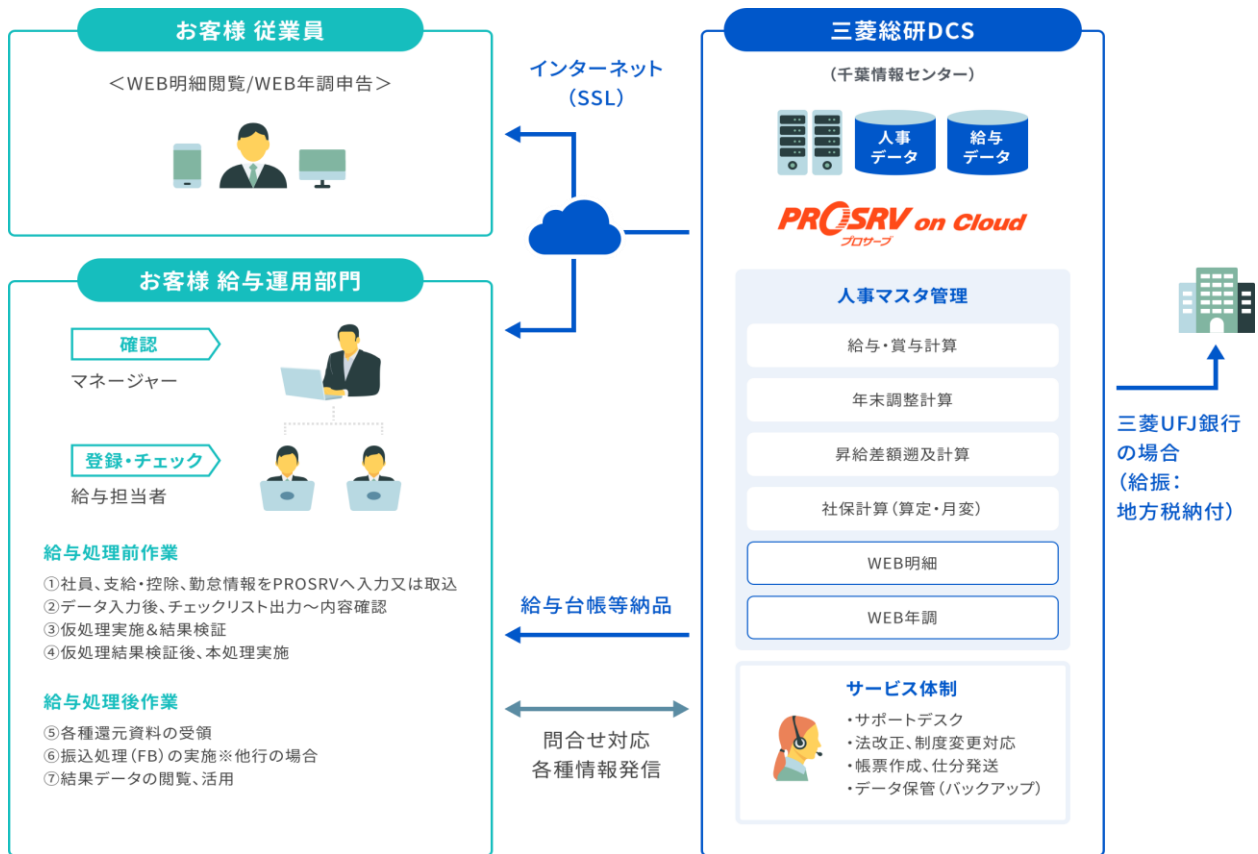 お客様 従業員
＜WEB明細閲覧/WEB年調申告＞
インターネット
（SSL）
お客様 給与運用部門
確認
マネージャー
登録・チェック
給与担当者
給与処理前作業
①社員、支給・控除、勤怠情報をPROSRVへ入力又は取込
②データ入力後、チェックリスト出力～内容確認
③仮処理実施＆結果検証
④仮処理結果検証後、本処理実施
給与処理後作業
⑤各種還元資料の受領
⑥振込処理（FB）の実施※他行の場合
⑦結果データの閲覧、活用
給与台帳等納品
問合せ対応
各種情報発信
三菱総研DCS
（千葉情報センター）
人事
データ
給与
データ
PROSRV on Cloud
プロサーブ
人事マスタ管理
給与・賞与計算
年末調整計算
昇給差額遡及計算
社保計算（算定・月変）
WEB明細
WEB年調
サービス体制
・サポートデスク
・法改正、制度変更対応
・帳票作成、仕分発送
・データ保管（バックアップ）
三菱UFJ銀行
の場合
（給振：
地方税納付）